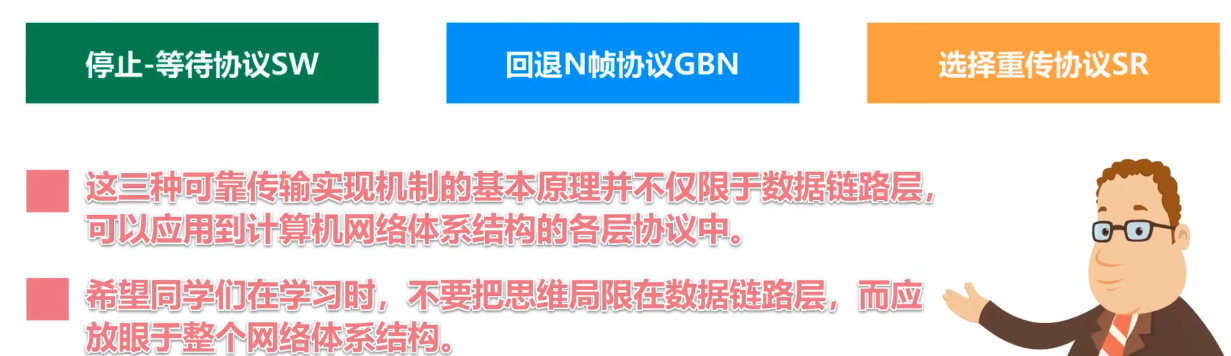 停止-等待协议SW
回退N帧协议GBN
选择重传协议SR
这三种可靠传输实现机制的基本原理并不仅限于数据链路层，
可以应用到计算机网络体系结构的各层协议中。
希望同学们在学习时，不要把思维局限在数据链路层，而应
放眼于整个网络体系结构。